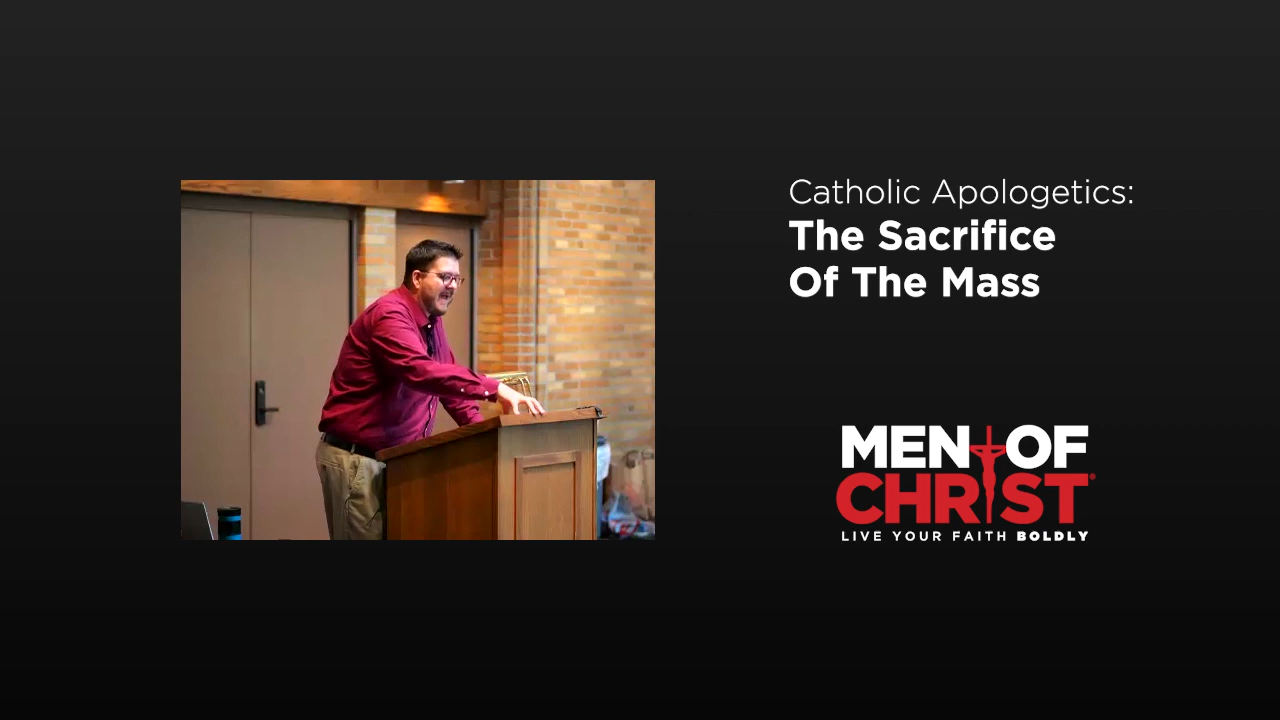 Catholic Apologetics:
The Sacrifice
Of The Mass
MEN OF
CHRIST®
LIVE YOUR FAITH BOLDLY